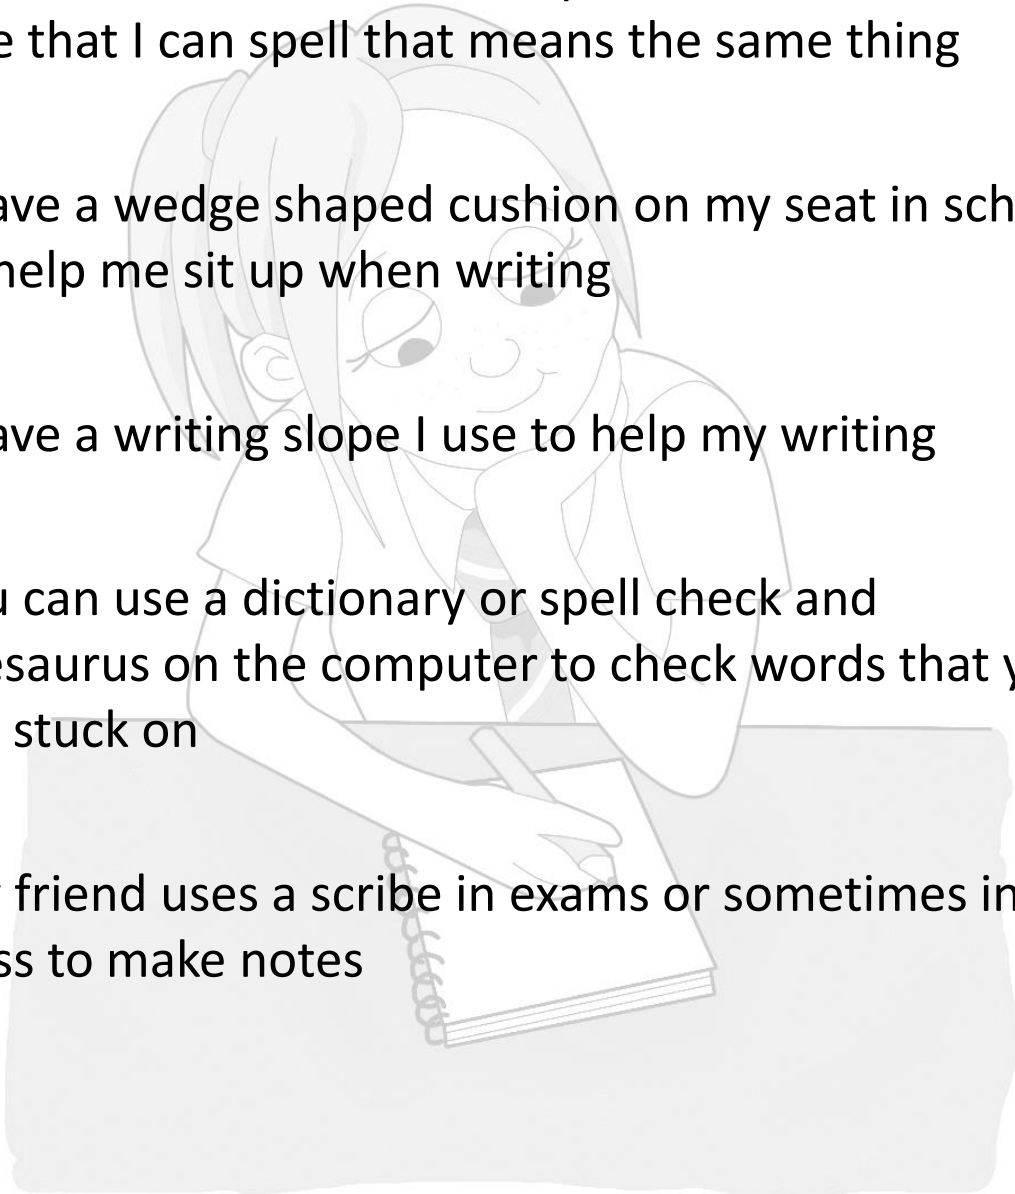 e that I can spell that means the same thing
ave a wedge shaped cushion on my seat in sch
help me sit up when writing
ave a writing slope I use to help my writing
u can use a dictionary or spell check and
esaurus on the computer to check words that y
stuck on
friend uses a scribe in exams or sometimes in
ss to make notes